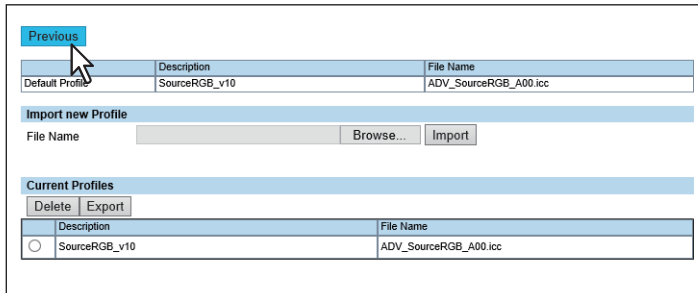 Previous
Description File Name
Default Profile SourceRGB_v10 ADV_SourceRGB_A00.icc
Import new Profile
File Name Browse... Import
Current Profiles
Delete Export
Description File Name
SourceRGB_v10 ADV_SourceRGB_A00.icc